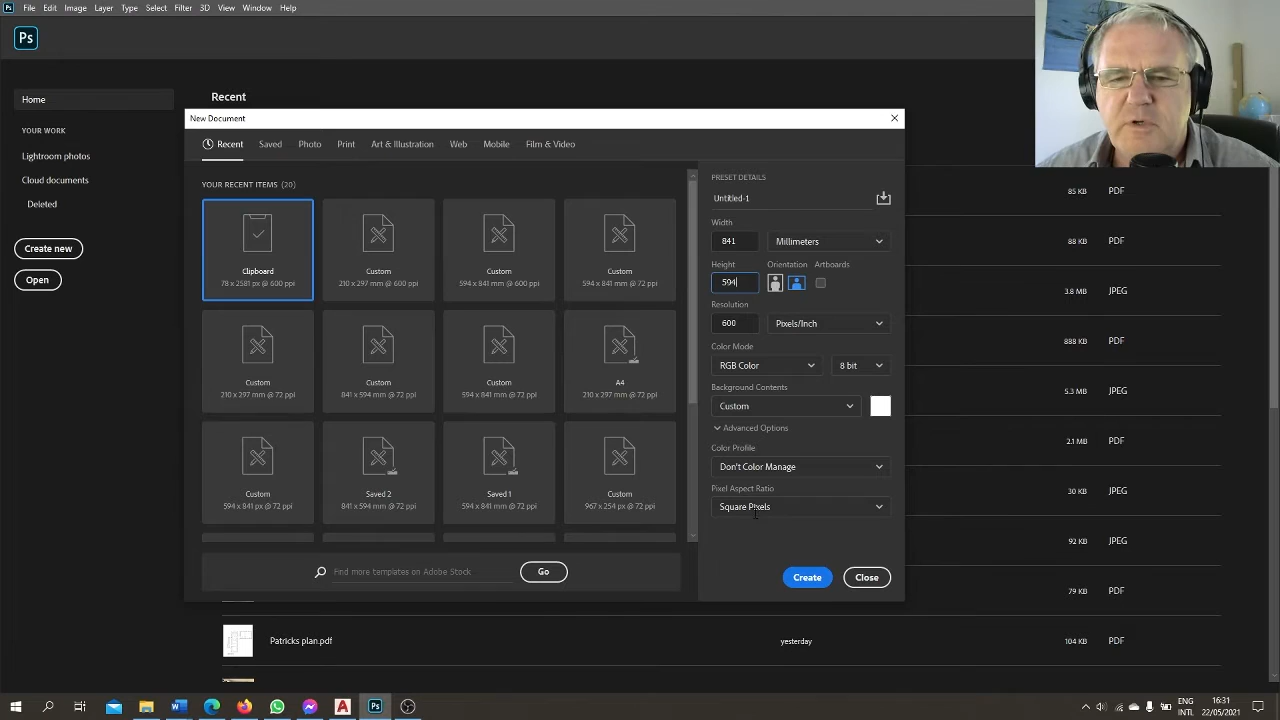 Ps
File
Edit
Image
Layer
Type
Select
Filter
3D
View
Window
Help
Ps
Home
YOUR WORK
Lightroom photos
Cloud documents
Deleted
Create new
Open
Recent
New Document
Recent
Saved
Photo
Print
Art & Illustration
Web
Mobile
Film & Video
YOUR RECENT ITEMS (20)
Clipboard
78 x 2581 px @ 600 ppi
Custom
210 x 297 mm @ 600 ppi
Custom
594 x 841 mm @ 600 ppi
Custom
594 x 841 mm @ 72 ppi
Custom
210 x 297 mm @ 72 ppi
Custom
841 x 594 mm @ 72 ppi
Custom
594 x 841 mm @ 72 ppi
A4
210 x 297 mm @ 72 ppi
Custom
594 x 841 px @ 72 ppi
Saved 2
841 x 594 mm @ 72 ppi
Saved 1
594 x 841 mm @ 72 ppi
Custom
967 x 254 px @ 72 ppi
Find more templates on Adobe Stock
Go
PRESET DETAILS
Untitled-1
Width
841
Millimeters
Height
Orientation
Artboards
594
Resolution
600
Pixels/Inch
Color Mode
RGB Color
8 bit
Background Contents
Custom
Advanced Options
Color Profile
Don't Color Manage
Pixel Aspect Ratio
Square Pixels
Create
Close
85 KB
PDF
88 KB
PDF
3.8 MB
JPEG
888 KB
PDF
5.3 MB
JPEG
2.1 MB
PDF
30 KB
JPEG
92 KB
JPEG
79 KB
PDF
Patricks plan.pdf
yesterday
104 KB
PDF
W
A
Ps
ENG
INTL
16:31
22/05/2021